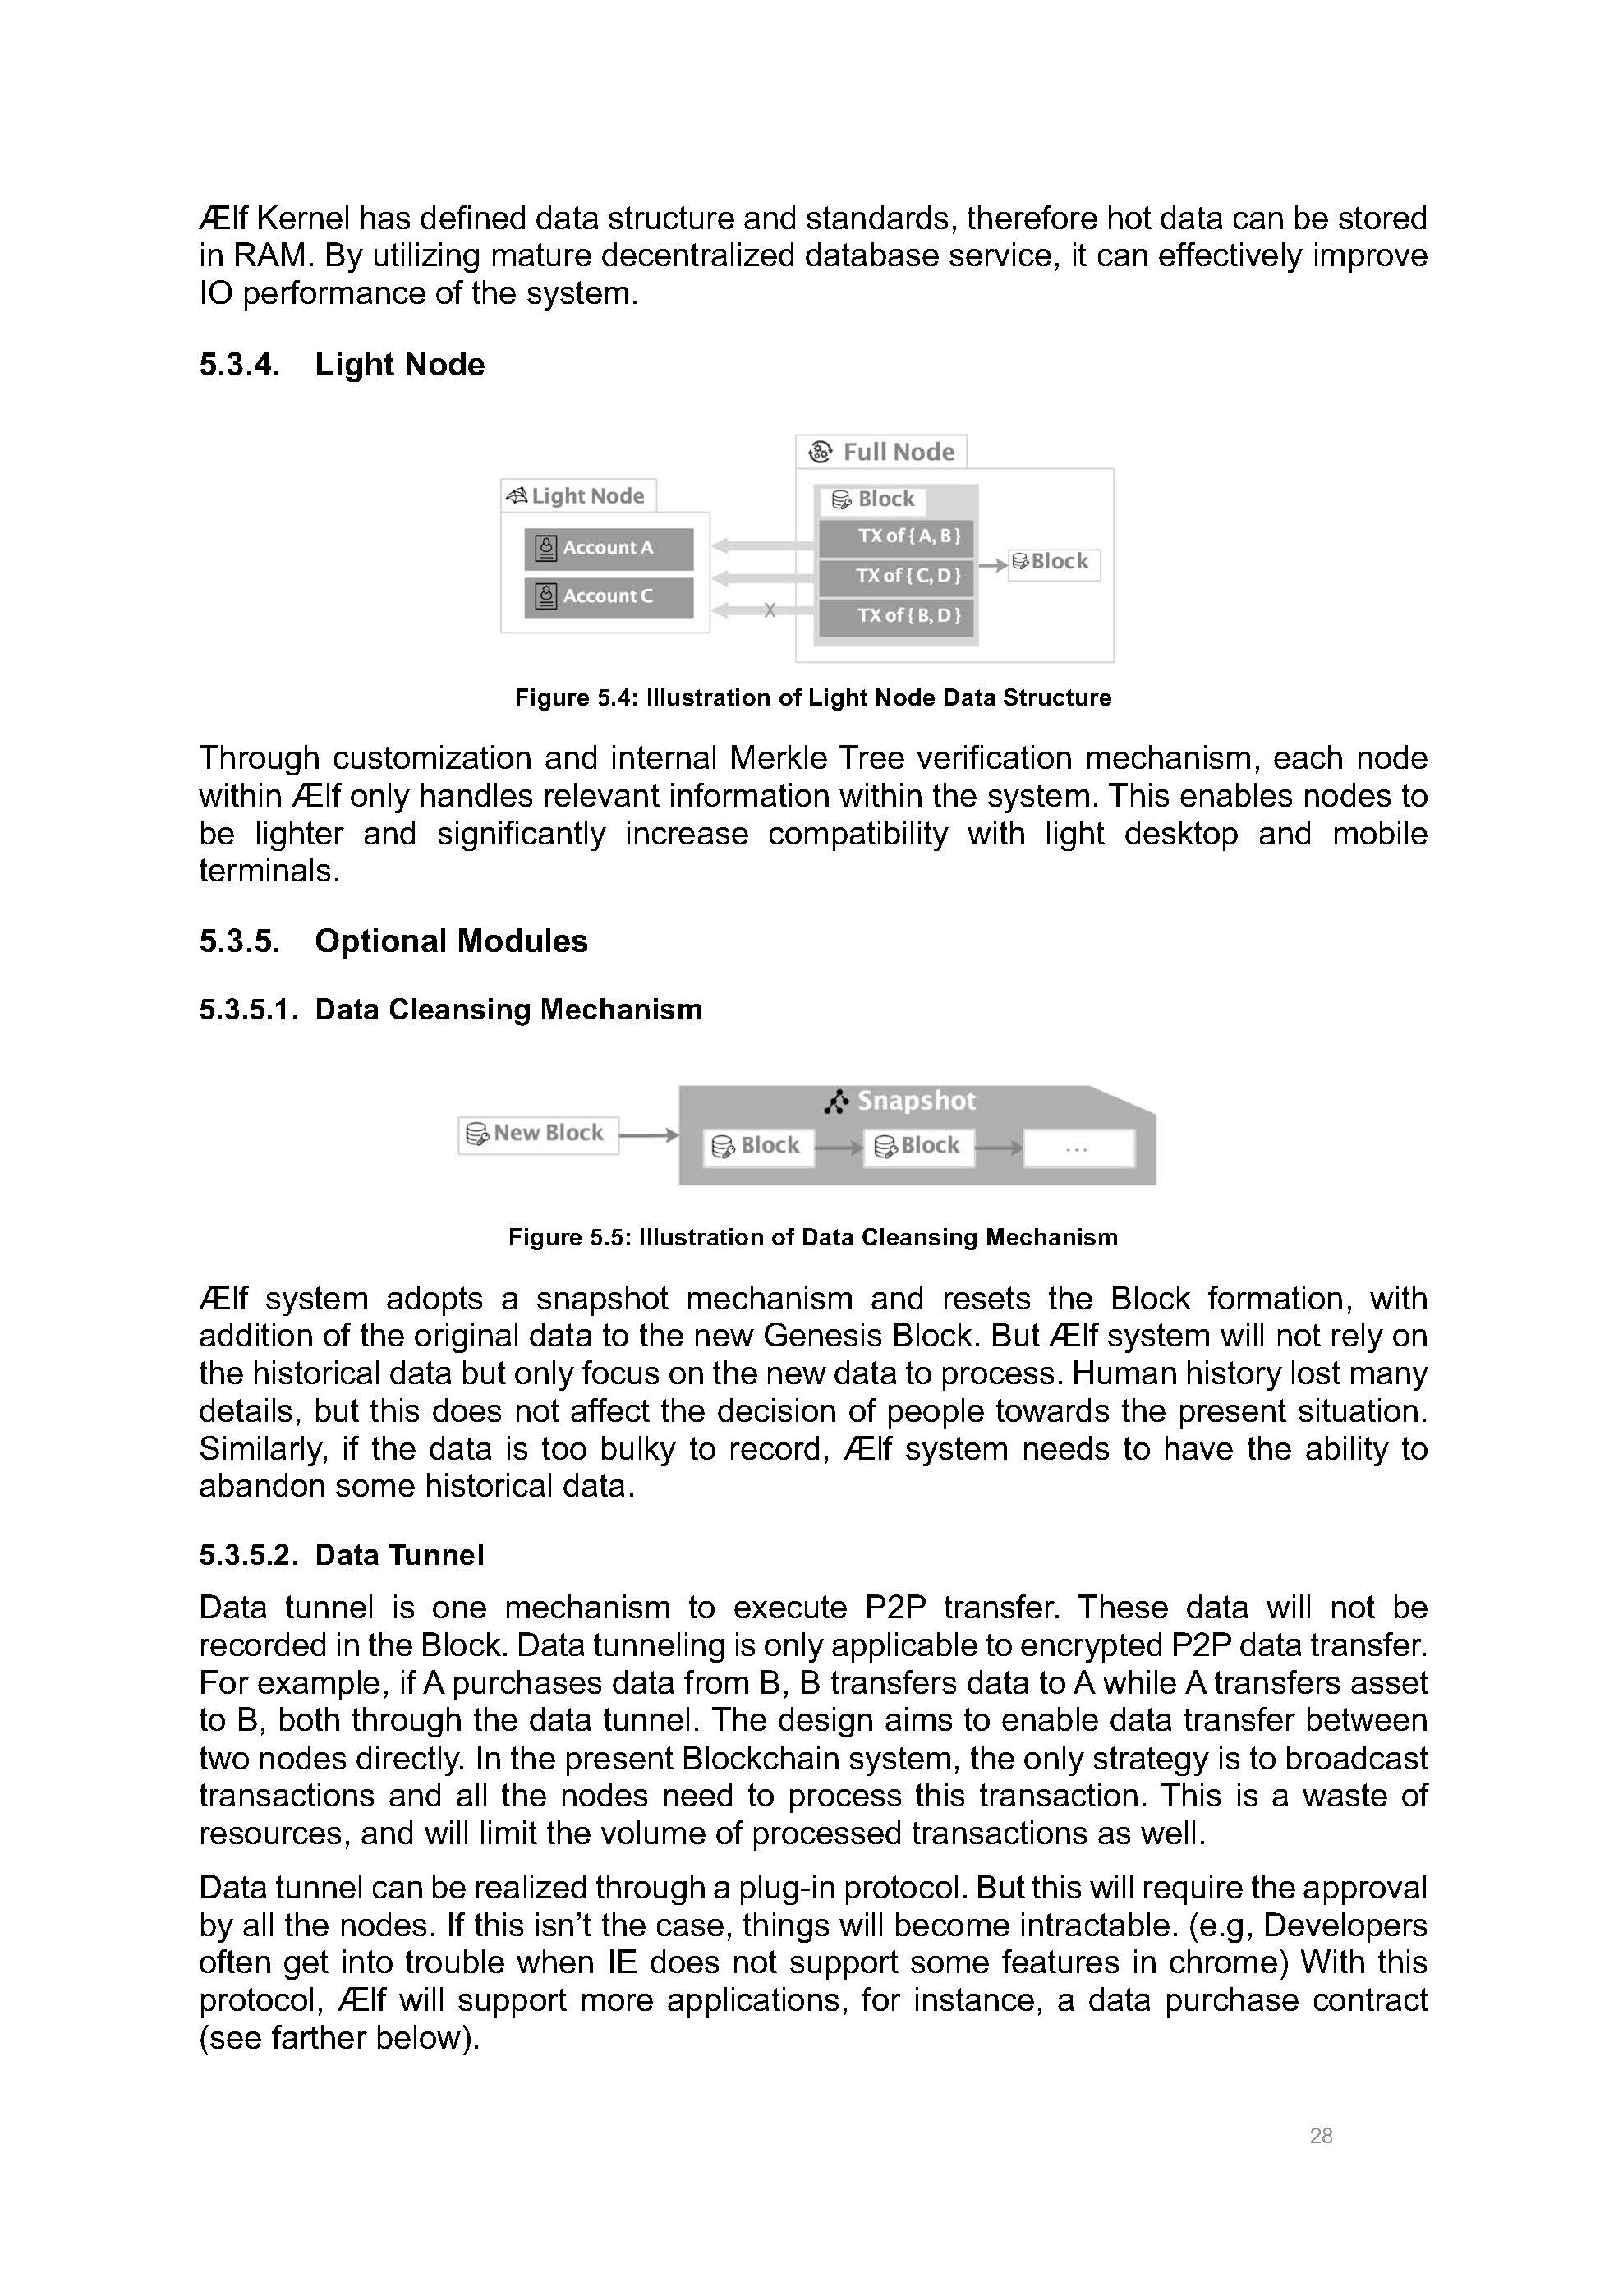 ÆIf Kernel has defined data structure and standards, therefore hot data can be stored
in RAM. By utilizing mature decentralized database service, it can effectively improve
IO performance of the system.
5.3.4. Light Node
Full Node
Light Node
Block
Account A
TX of { A, B }
Block
TX of { C, D }
Account C
X
TX of { B, D }
Figure 5.4: Illustration of Light Node Data Structure
Through customization and internal Merkle Tree verification mechanism, each node
within Ælf only handles relevant information within the system. This enables nodes to
be lighter and significantly increase compatibility with light desktop and mobile
terminals.
5.3.5. Optional Modules
5.3.5.1. Data Cleansing Mechanism
Snapshot
New Block
Block
Block
...
Figure 5.5: Illustration of Data Cleansing Mechanism
Ælf system adopts a snapshot mechanism and resets the Block formation, with
addition of the original data to the new Genesis Block. But Ælf system will not rely on
the historical data but only focus on the new data to process. Human history lost many
details, but this does not affect the decision of people towards the present situation.
Similarly, if the data is too bulky to record, Ælf system needs to have the ability to
abandon some historical data.
5.3.5.2. Data Tunnel
Data tunnel is one mechanism to execute P2P transfer. These data will not be
recorded in the Block. Data tunneling is only applicable to encrypted P2P data transfer.
For example, if A purchases data from B, B transfers data to A while A transfers asset
to B, both through the data tunnel. The design aims to enable data transfer between
two nodes directly. In the present Blockchain system, the only strategy is to broadcast
transactions and all the nodes need to process this transaction. This is a waste of
resources, and will limit the volume of processed transactions as well.
Data tunnel can be realized through a plug-in protocol. But this will require the approval
by all the nodes. If this isn’t the case, things will become intractable. (e.g, Developers
often get into trouble when IE does not support some features in chrome) With this
protocol, Ælf will support more applications, for instance, a data purchase contract
(see farther below).
28